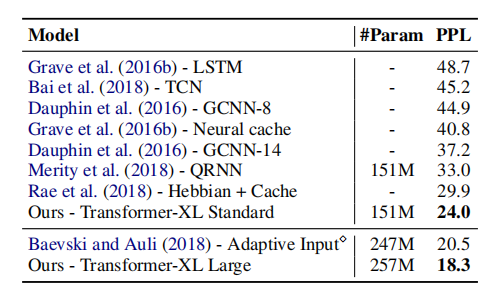 Model #Param PPL
Grave et al. (2016b) - LSTM - 48.7
Bai et al. (2018) - TCN - 45.2
Dauphin et al. (2016) - GCNN-8 - 44.9
Grave et al. (2016b) - Neural cache - 40.8
Dauphin et al. (2016) - GCNN-14 - 37.2
Merity et al. (2018) - QRNN 151M 33.0
Rae et al. (2018) - Hebbian + Cache - 29.9
Ours - Transformer-XL Standard 151M 24.0
Baevski and Auli (2018) - Adaptive Input⋄ 247M 20.5
Ours - Transformer-XL Large 257M 18.3